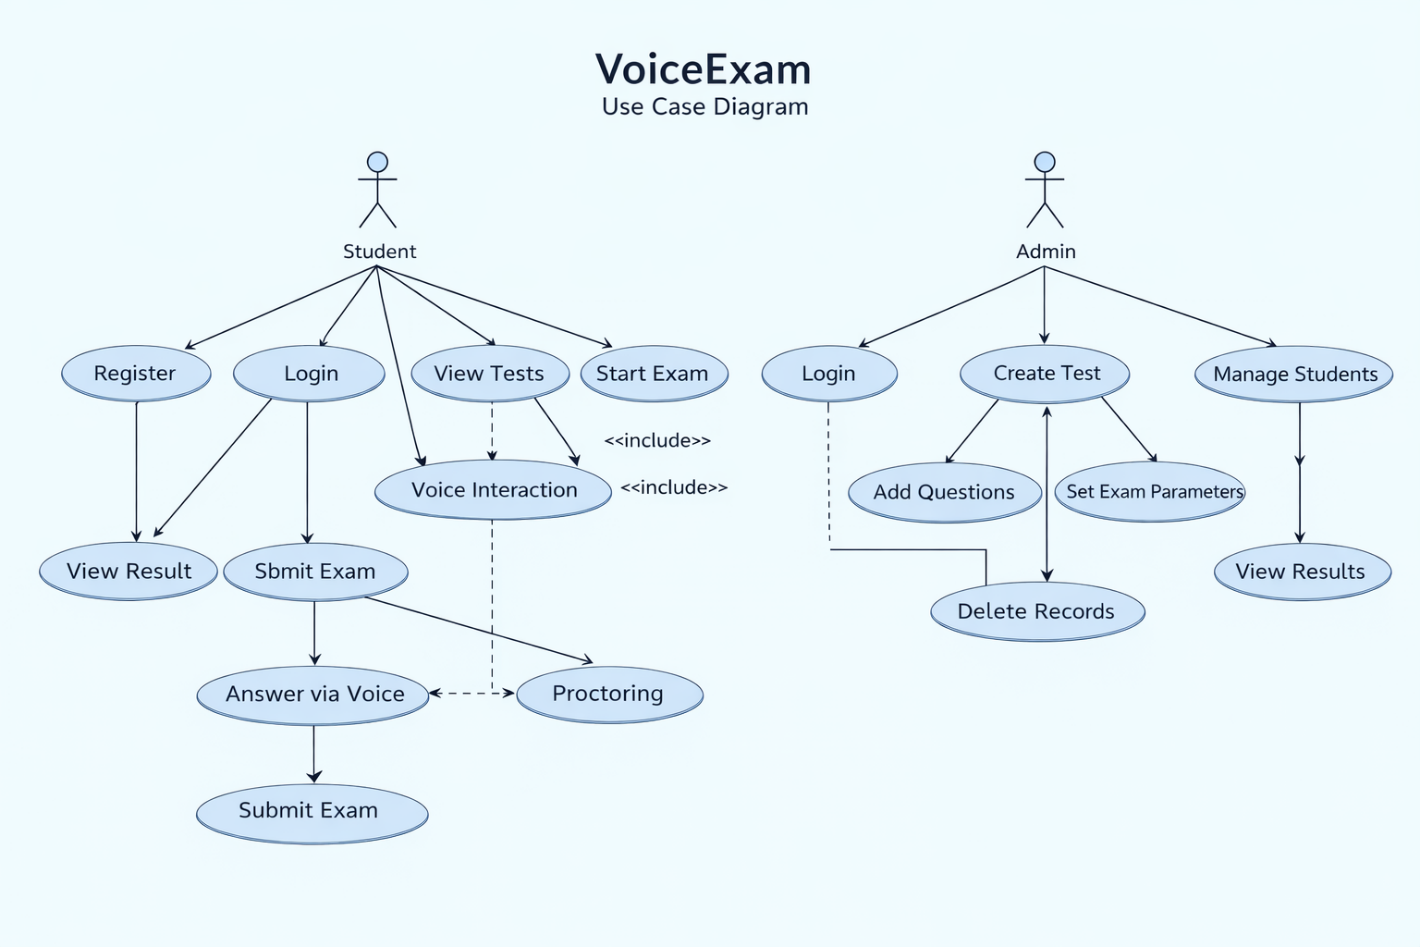 VoiceExam
Use Case Diagram
Student
Admin
Register
Login
View Tests
Start Exam
Login
Create Test
Manage Students
<<include>>
Voice Interaction
<<include>>
Add Questions
Set Exam Parameters
View Result
Sbmit Exam
View Results
Delete Records
Answer via Voice
Proctoring
Submit Exam